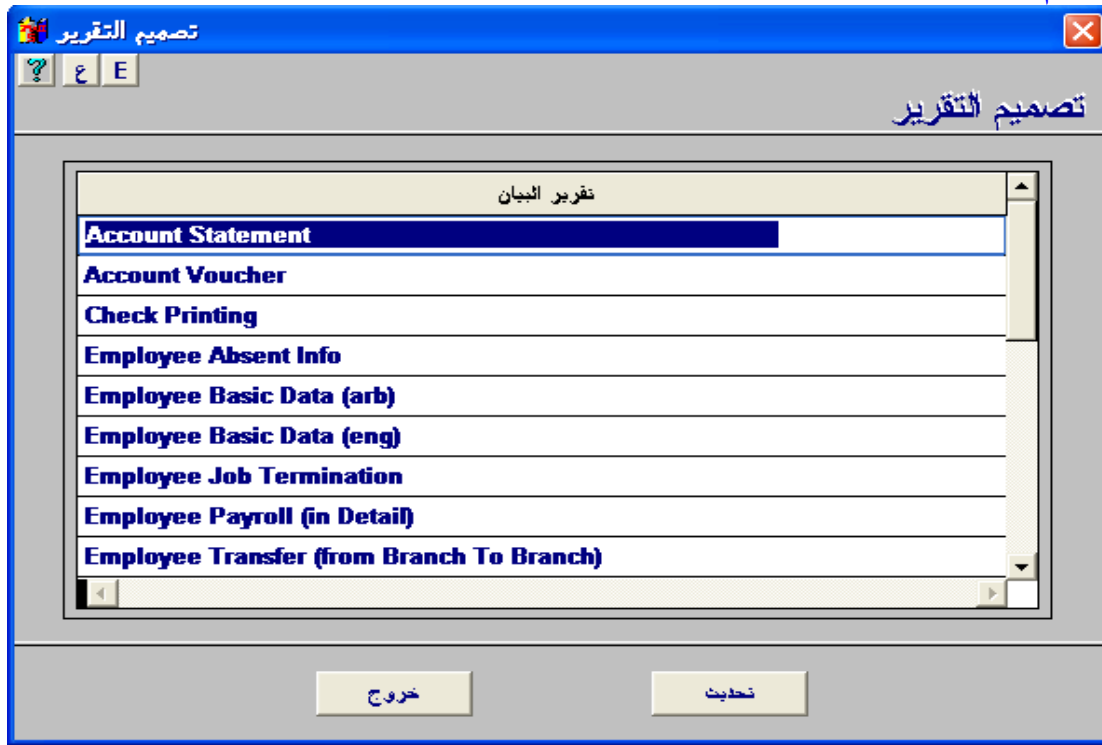 تصميم التقرير
? ع E
تصميم التقرير
تقرير البيان
Account Statement
Account Voucher
Check Printing
Employee Absent Info
Employee Basic Data (arb)
Employee Basic Data (eng)
Employee Job Termination
Employee Payroll (in Detail)
Employee Transfer (from Branch To Branch)
خروج تحديث